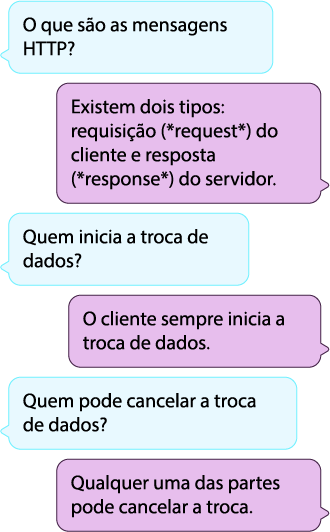 O que são as mensagens
HTTP?
Existem dois tipos:
requisição (*request*) do
cliente e resposta
(*response*) do servidor.
Quem inicia a troca de
dados?
O cliente sempre inicia a
troca de dados.
Quem pode cancelar a troca
de dados?
Qualquer uma das partes
pode cancelar a troca.